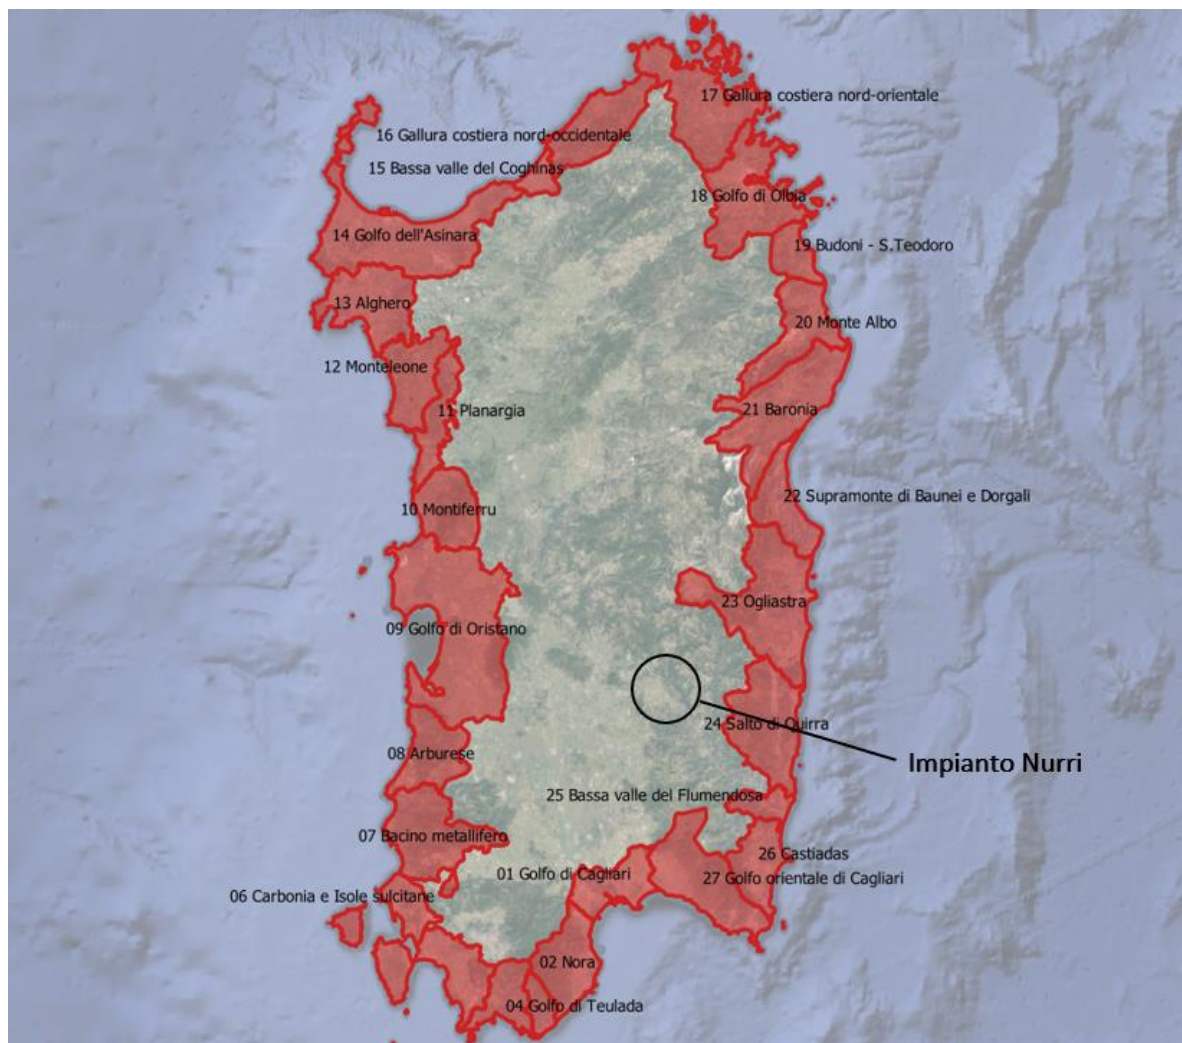 17 Gallura costiera nord-orientale
16 Gallura costiera nord-occidentale
15 Bassa valle del Coghinas
18 Golfo di Olbia
14 Golfo dell'Asinara
19 Budoni - S.Teodoro
13 Alghero
20 Monte Albo
12 Monteleone
11 Planargia
21 Baronia
22 Supramonte di Baunei e Dorgali
10 Montiferru
23 Ogliastra
09 Golfo di Oristano
24 Salto di Quirra
08 Arburese
Impianto Nurri
25 Bassa valle del Flumendosa
07 Bacino metallifero
26 Castiadas
01 Golfo di Cagliari
27 Golfo orientale di Cagliari
06 Carbonia e Isole sulcitane
02 Nora
04 Golfo di Teulada